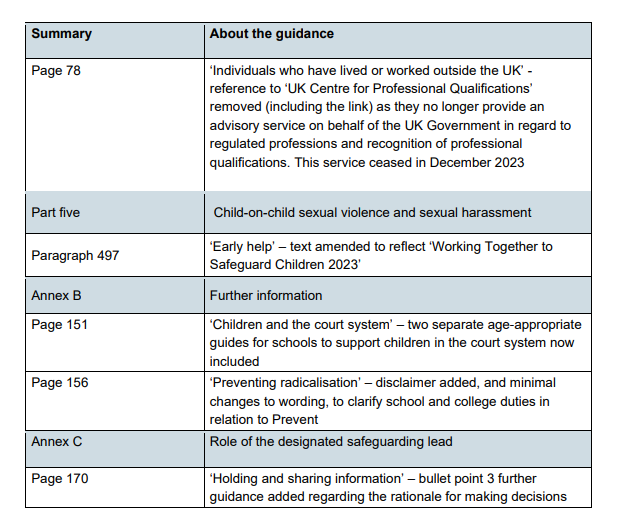 Summary
About the guidance
Page 78
‘Individuals who have lived or worked outside the UK’ -
reference to ‘UK Centre for Professional Qualifications’
removed (including the link) as they no longer provide an
advisory service on behalf of the UK Government in regard to
regulated professions and recognition of professional
qualifications. This service ceased in December 2023
Part five
Child-on-child sexual violence and sexual harassment
Paragraph 497
‘Early help’ – text amended to reflect ‘Working Together to
Safeguard Children 2023’
Annex B
Further information
Page 151
‘Children and the court system’ – two separate age-appropriate
guides for schools to support children in the court system now
included
Page 156
‘Preventing radicalisation’ – disclaimer added, and minimal
changes to wording, to clarify school and college duties in
relation to Prevent
Annex C
Role of the designated safeguarding lead
Page 170
‘Holding and sharing information’ – bullet point 3 further
guidance added regarding the rationale for making decisions